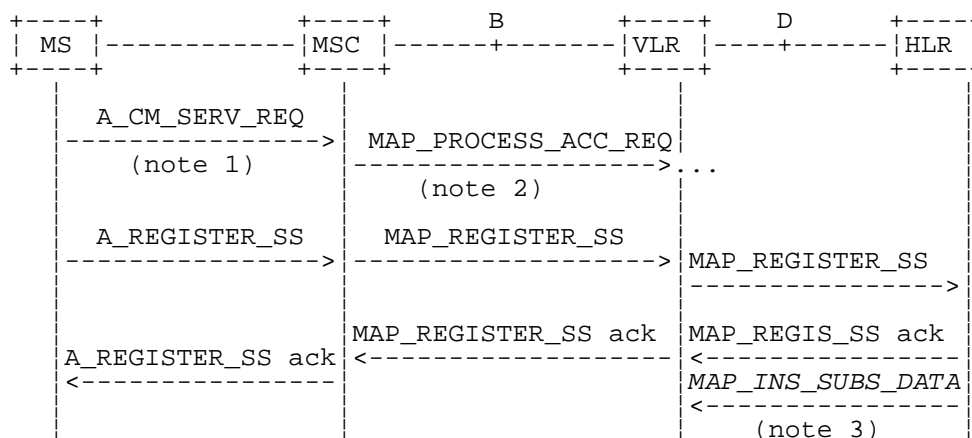 B D
MS MSC VLR HLR
A_CM_SERV_REQ
MAP_PROCESS_ACC_REQ
(note 1)
...
(note 2)
A_REGISTER_SS MAP_REGISTER_SS
MAP_REGISTER_SS
MAP_REGISTER_SS ack MAP_REGIS_SS ack
A_REGISTER_SS ack
MAP_INS_SUBS_DATA
(note 3)